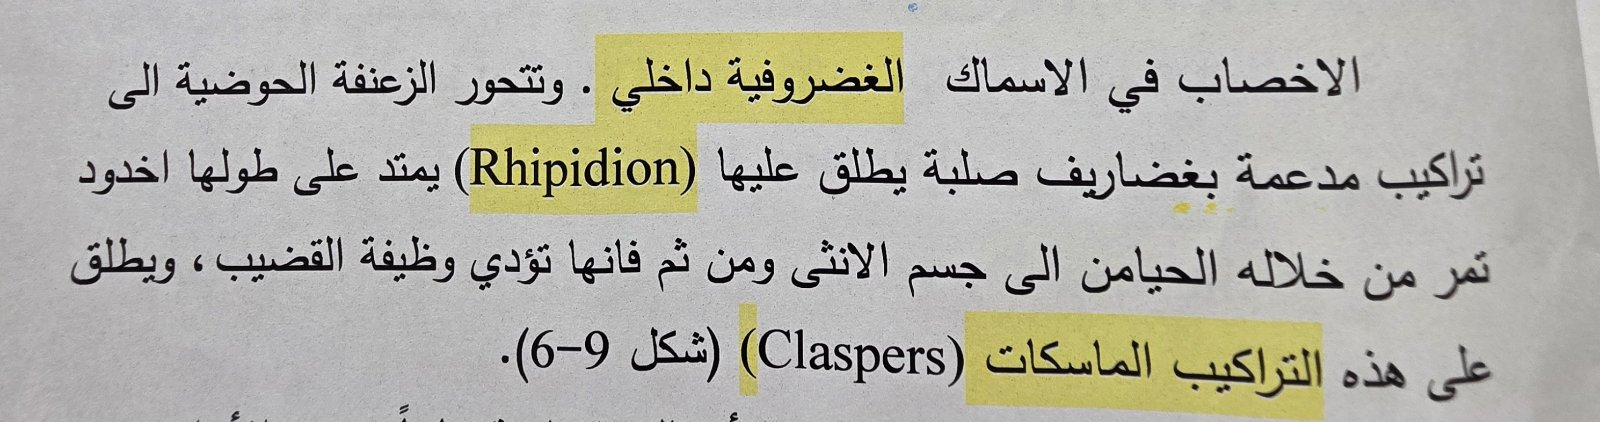 الاخصاب في الاسماك الغضروفية داخلي . وتتحور الزعنفة الحوضية الى
تراكيب مدعمة بغضاريف صلبة يطلق عليها (Rhipidion) يمتد على طولها اخدود
تمر من خلاله الحيامن الى جسم الانثى ومن ثم فانها تؤدي وظيفة القضيب ، ويطلق
على هذه التراكيب الماسكات (Claspers) (شكل 9-6).